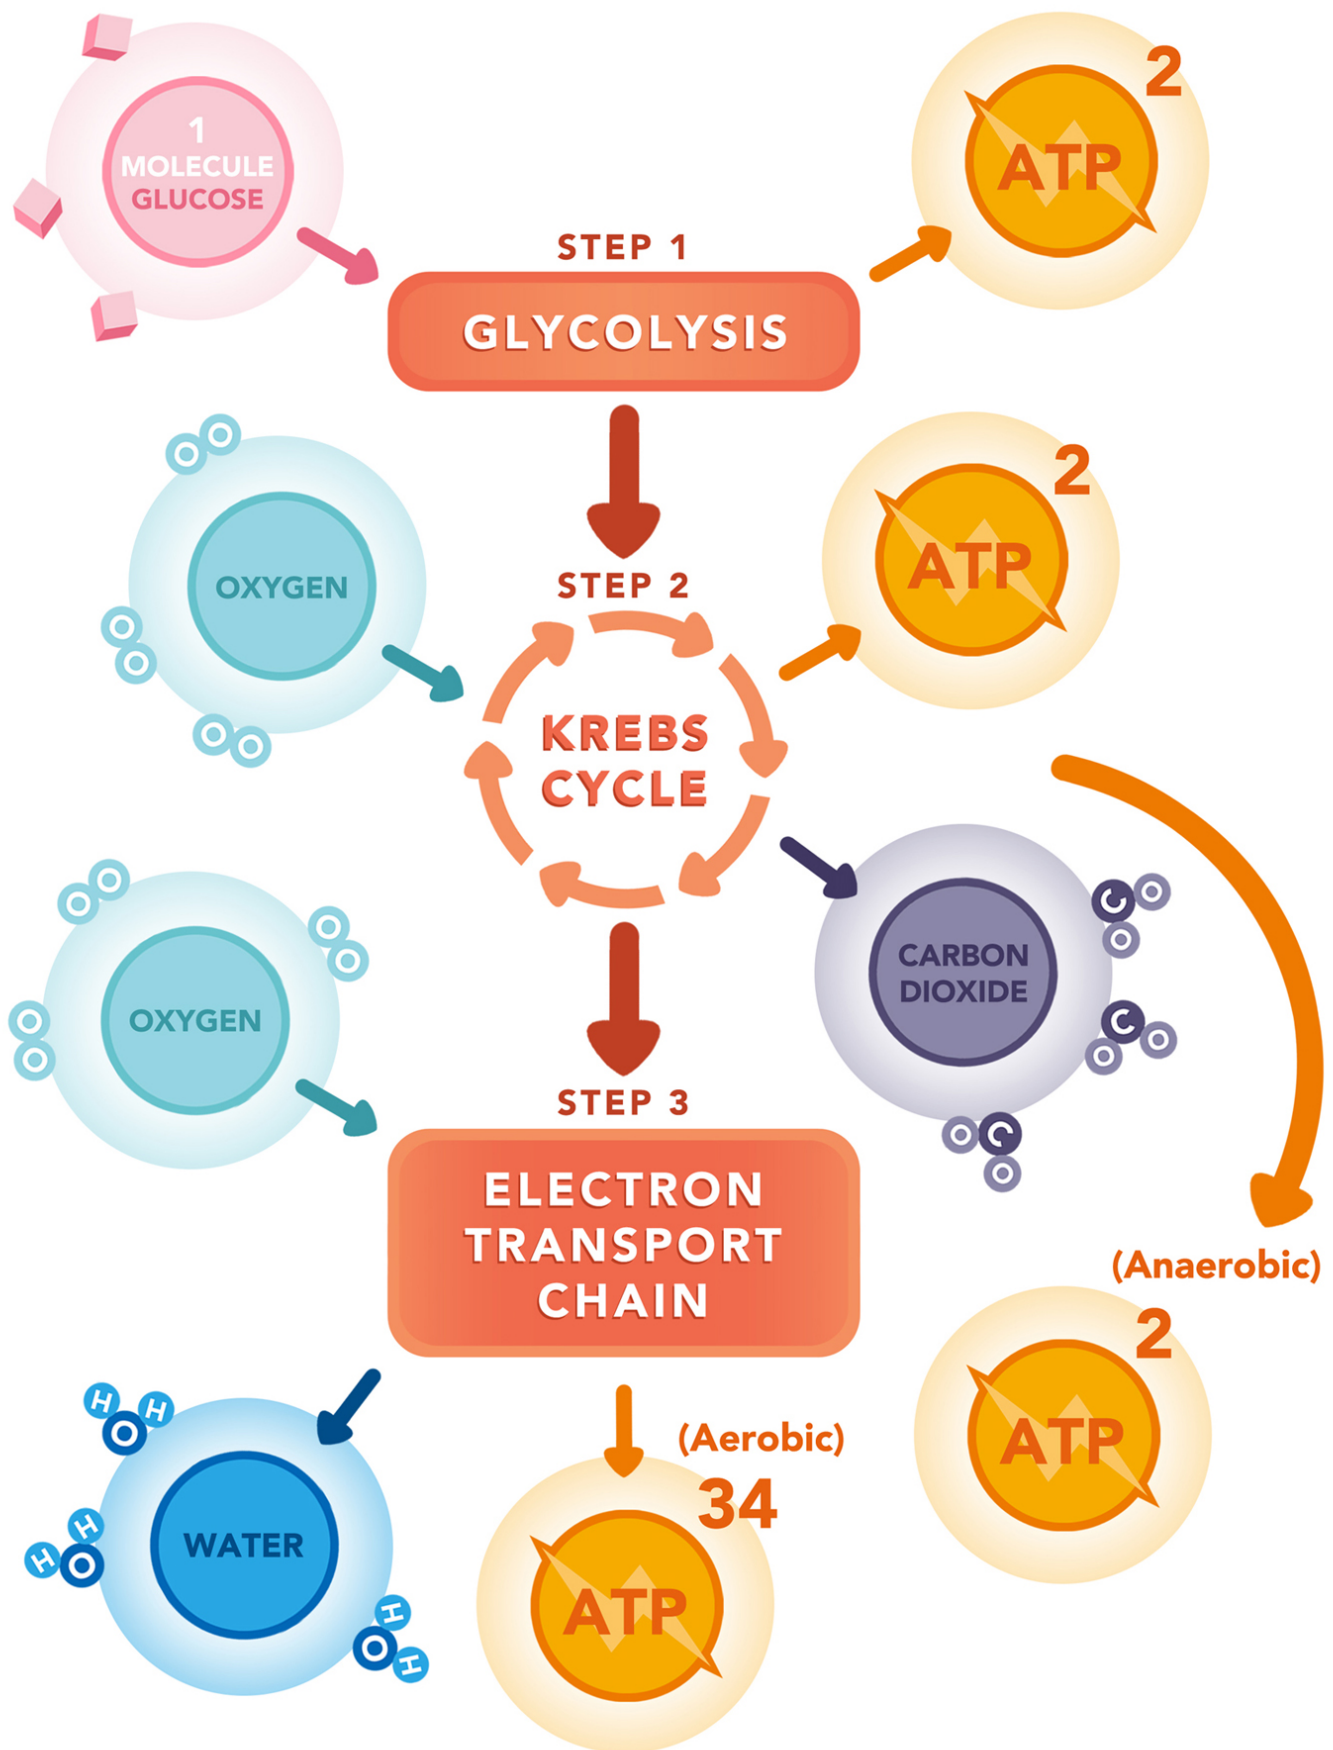 1
MOLECULE
GLUCOSE
2
ATP
STEP 1
GLYCOLYSIS
OXYGEN
2
ATP
STEP 2
KREBS
CYCLE
OXYGEN
CARBON
DIOXIDE
C O
O
C
O O
O C
O
STEP 3
ELECTRON
TRANSPORT
CHAIN
(Anaerobic)
2
ATP
H H
O
H
H O
WATER
H
O H
(Aerobic)
34
ATP